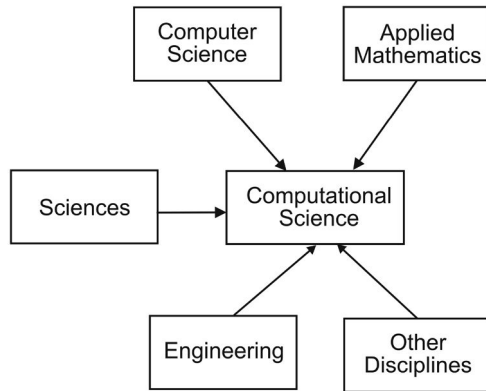 Computer
Science
Applied
Mathematics
Sciences
Computational
Science
Engineering
Other
Disciplines